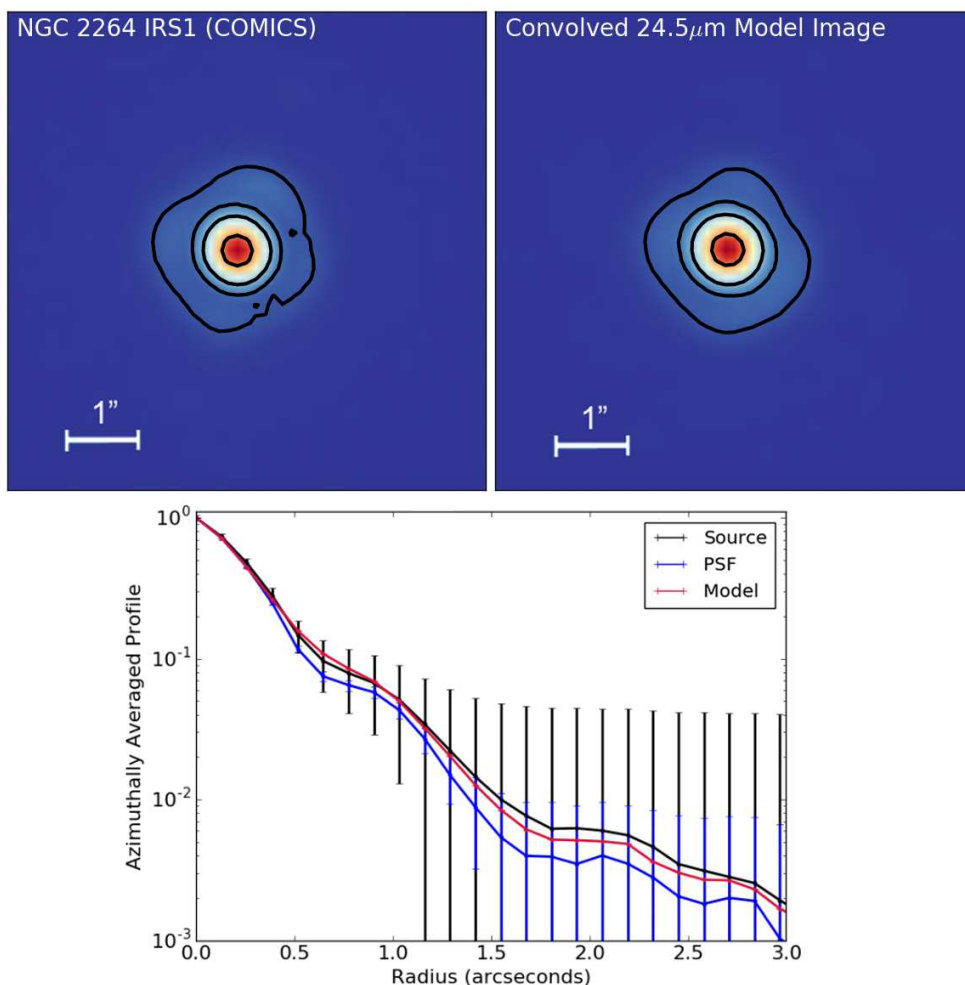 NGC 2264 IRS1 (COMICS)
Convolved 24.5μm Model Image
1”
1”
10^0
10^-1
10^-2
10^-3
Azimuthally Averaged Profile
Source
PSF
Model
0.0 0.5 1.0 1.5 2.0 2.5 3.0
Radius (arcseconds)